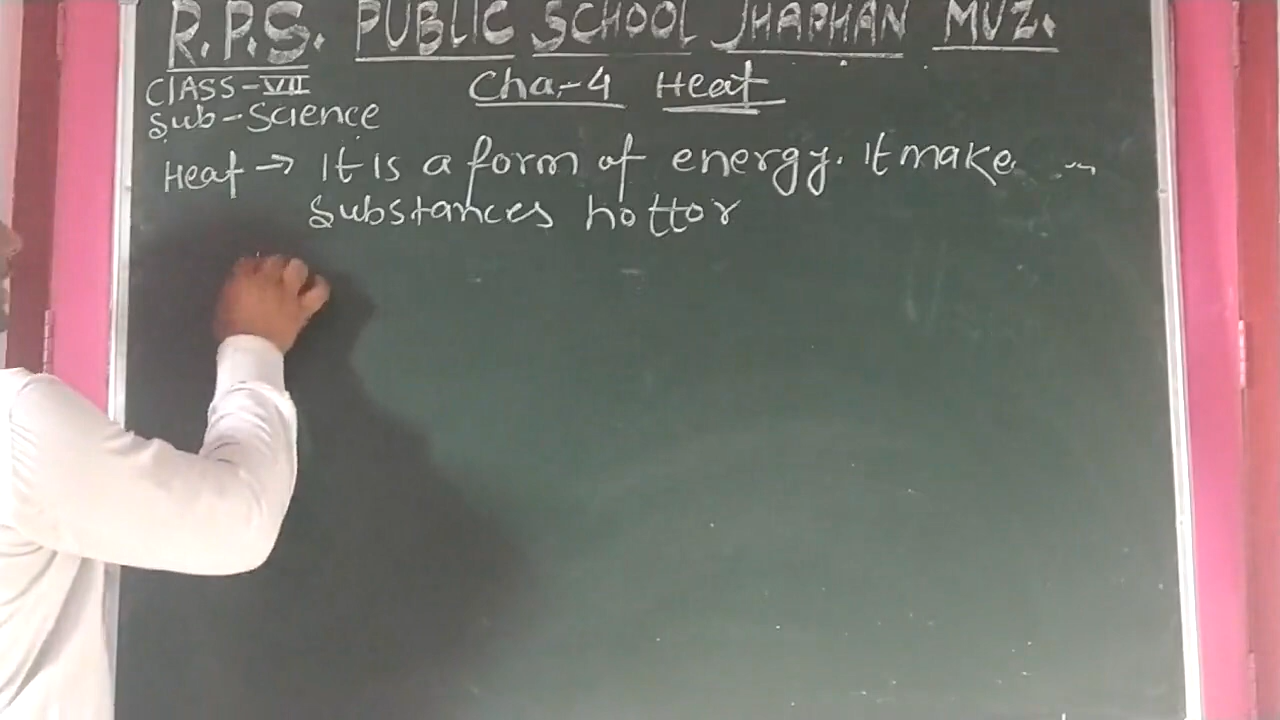 R.P.S. PUBLIC SCHOOL JHAPHAN MUZ.
Cha:-4 Heat
ClASS-VII
Sub-Science
Heat → It is a form of energy. It make
substances hottor